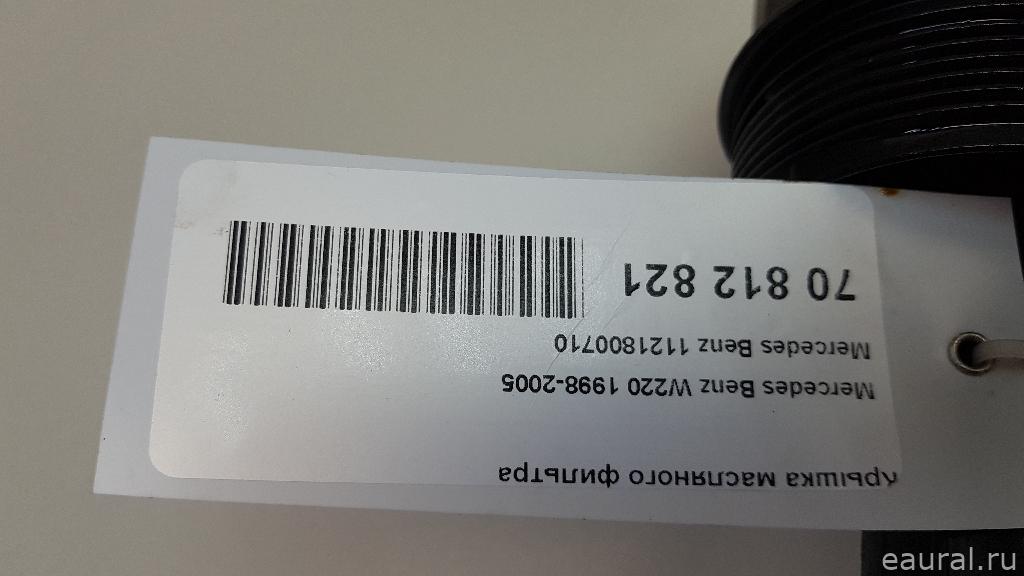 Крышка масляного фильтра
Mercedes Benz W220 1998-2005
Mercedes Benz 1121800710
70 812 821
eaural.ru